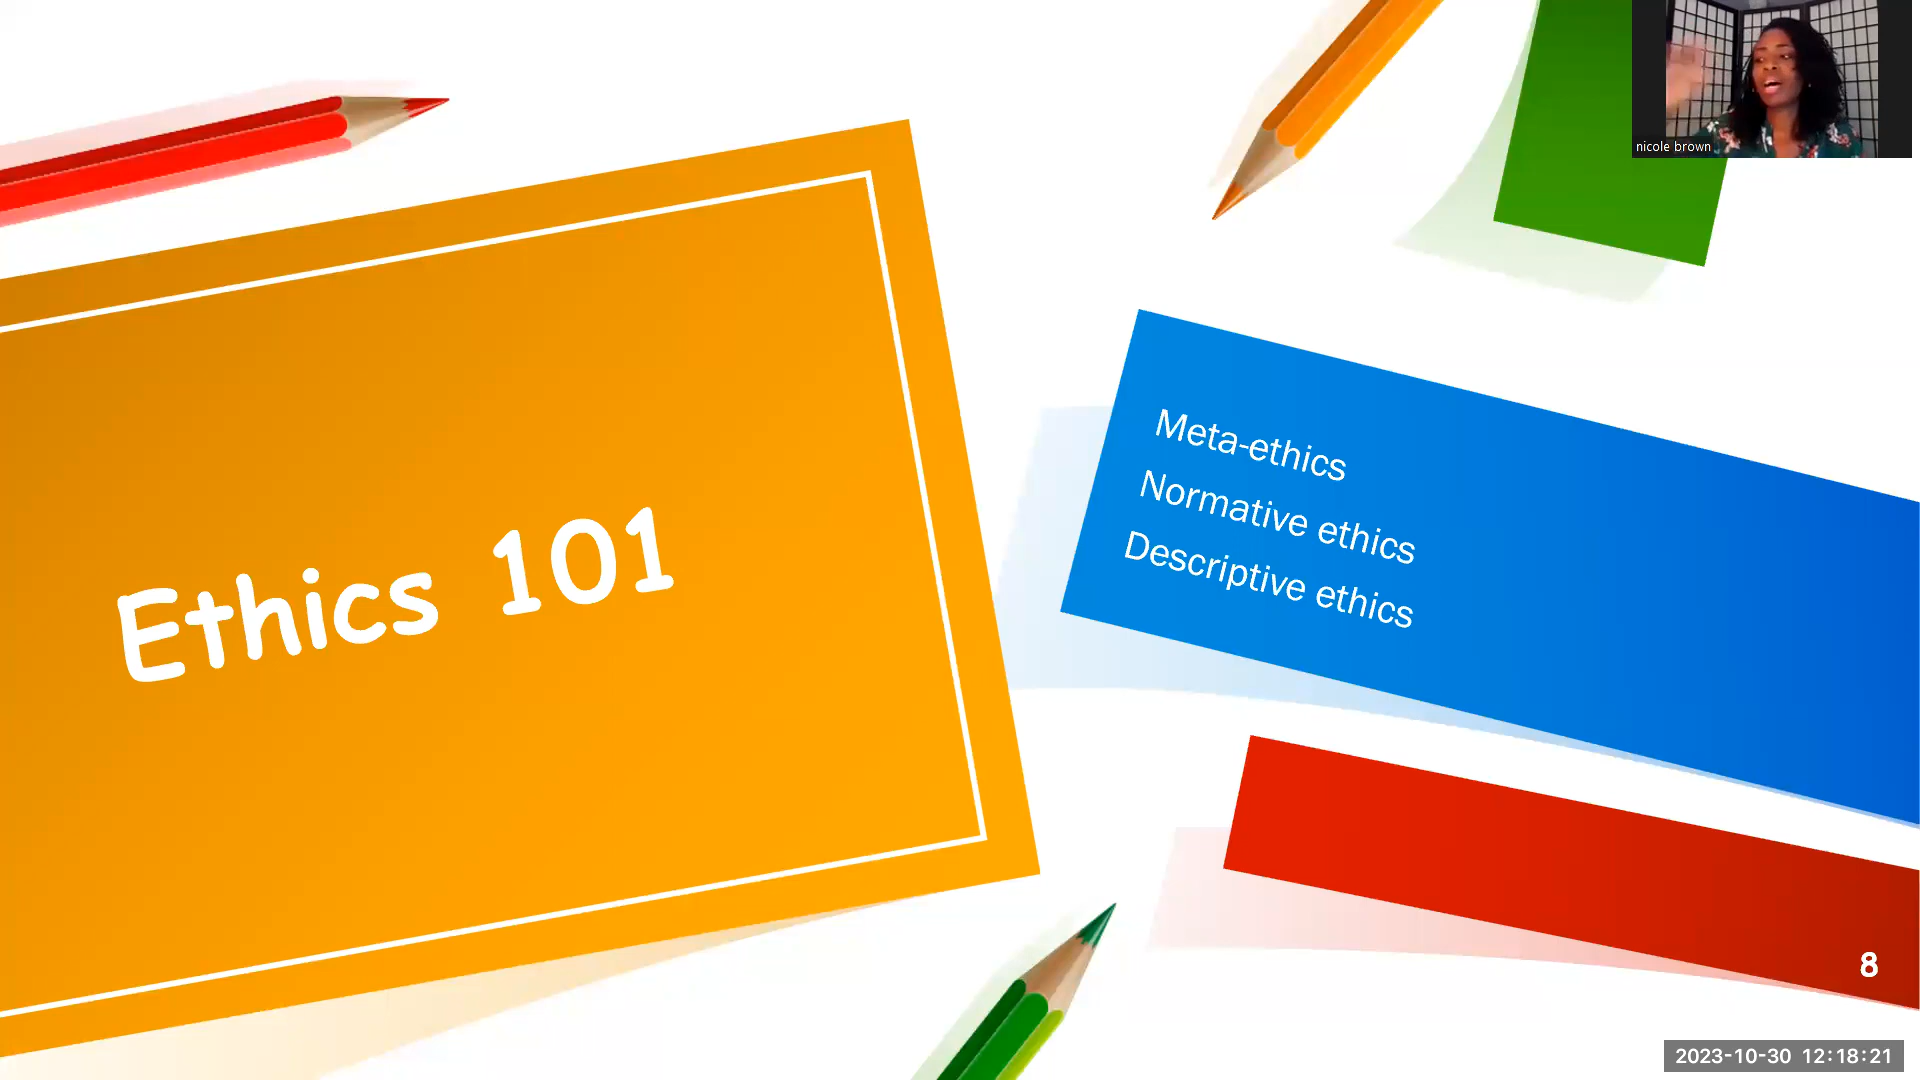 nicole brown
Ethics 101
Meta-ethics
Normative ethics
Descriptive ethics
8
2023-10-30 12:18:21